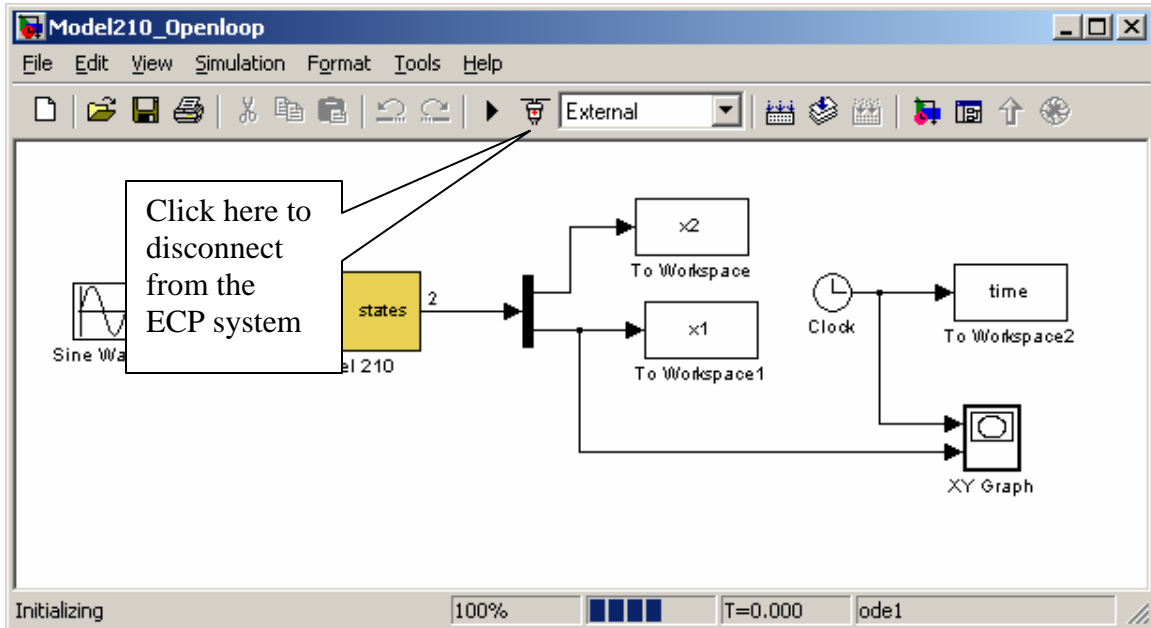 Model210_Openloop
File Edit View Simulation Format Tools Help
External
Click here to
disconnect
from the
ECP system
x2
To Workspace
states
2
x1
To Workspace1
Clock
time
To Workspace2
Sine Wa
el 210
XY Graph
Initializing 100% T=0.000 ode1